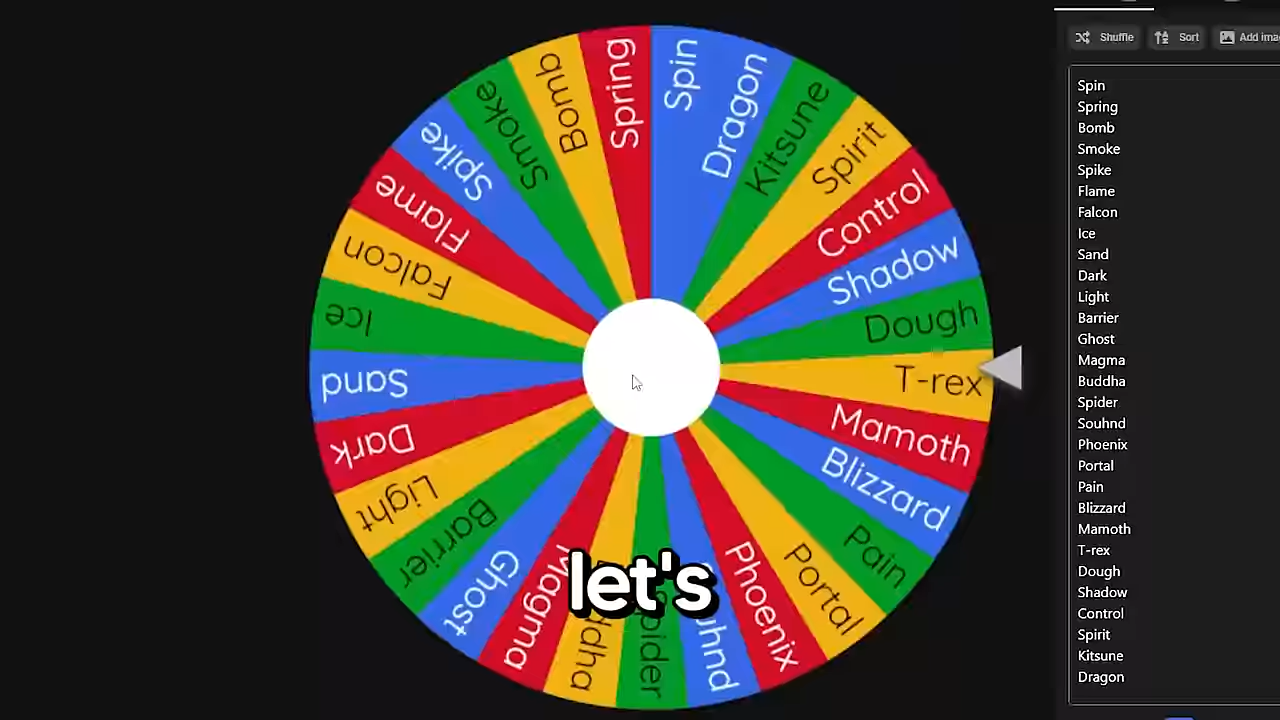 Spin
Dragon
Kitsune
Spirit
Control
Shadow
Dough
T-rex
Mamoth
Blizzard
Pain
Portal
Phoenix
Magma
Ghost
Barrier
Light
Dark
Sand
Ice
Falcon
Flame
Spike
Smoke
Bomb
Spring
let's
Shuffle
Sort
Add ima
Spin
Spring
Bomb
Smoke
Spike
Flame
Falcon
Ice
Sand
Dark
Light
Barrier
Ghost
Magma
Buddha
Spider
Souhnd
Phoenix
Portal
Pain
Blizzard
Mamoth
T-rex
Dough
Shadow
Control
Spirit
Kitsune
Dragon